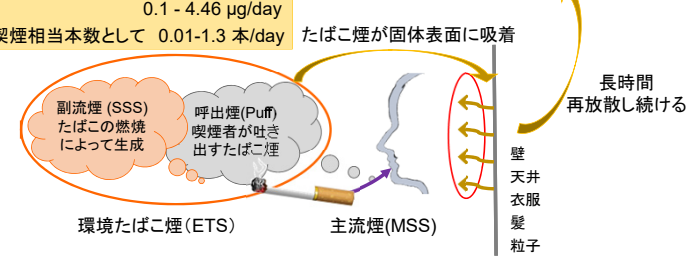 0.1 - 4.46 µg/day
喫煙相当本数として 0.01-1.3 本/day
たばこ煙が固体表面に吸着
長時間
再放散し続ける
副流煙 (SSS)
たばこの燃焼
によって生成
呼出煙(Puff)
喫煙者が吐き
出すたばこ煙
壁
天井
衣服
髪
粒子
環境たばこ煙(ETS)
主流煙(MSS)